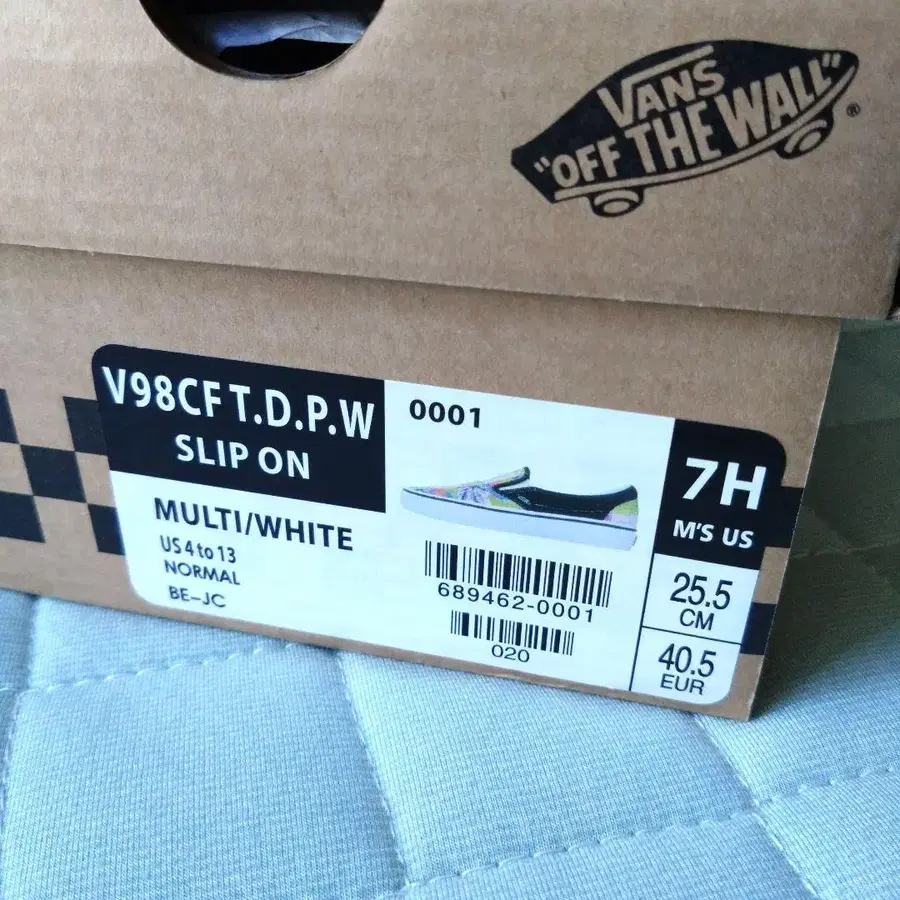 VANS
"OFF THE WALL"
®
V98CF T.D.P.W
SLIP ON
MULTI/WHITE
US 4 to 13
NORMAL
BE-JC
0001
689462-0001
020
7H
M'S US
25.5
CM
40.5
EUR